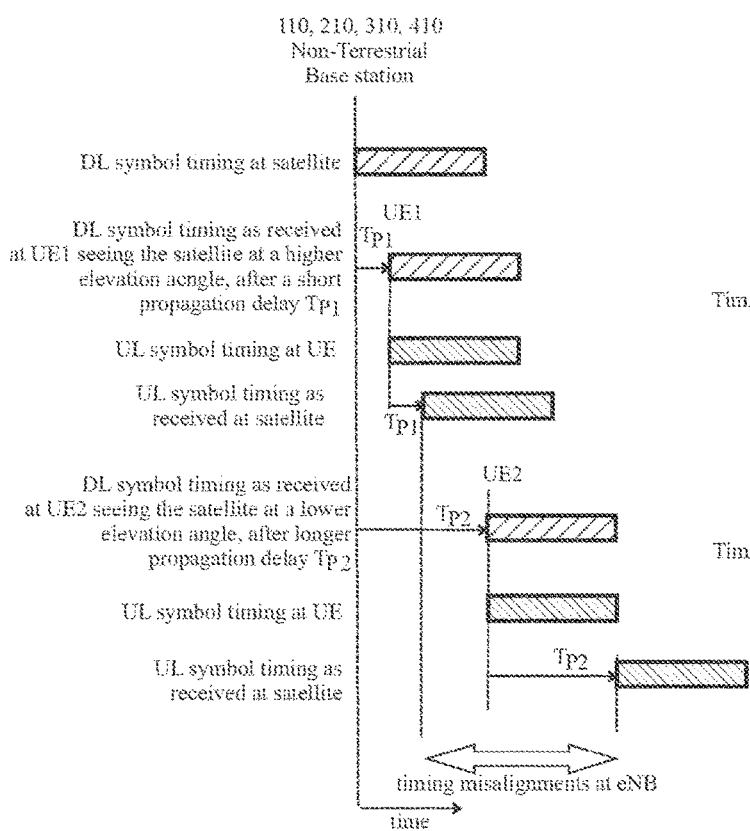 110, 210, 310, 410
Non-Terrestrial
Base station
DL symbol timing at satellite
UE1
DL symbol timing as received
at UE1 seeing the satellite at a higher
elevation acngle, after a short
propagation delay TP1
TP1
Tim.
UL symbol timing at UE
UL symbol timing as
received at satellite
TP1
UE2
DL symbol timing as received
at UE2 seeing the satellite at a lower
elevation angle, after longer
propagation delay TP2
TP2
Tim
UL symbol timing at UE
UL symbol timing as
received at satellite
TP2
timing misalignments at eNB
time